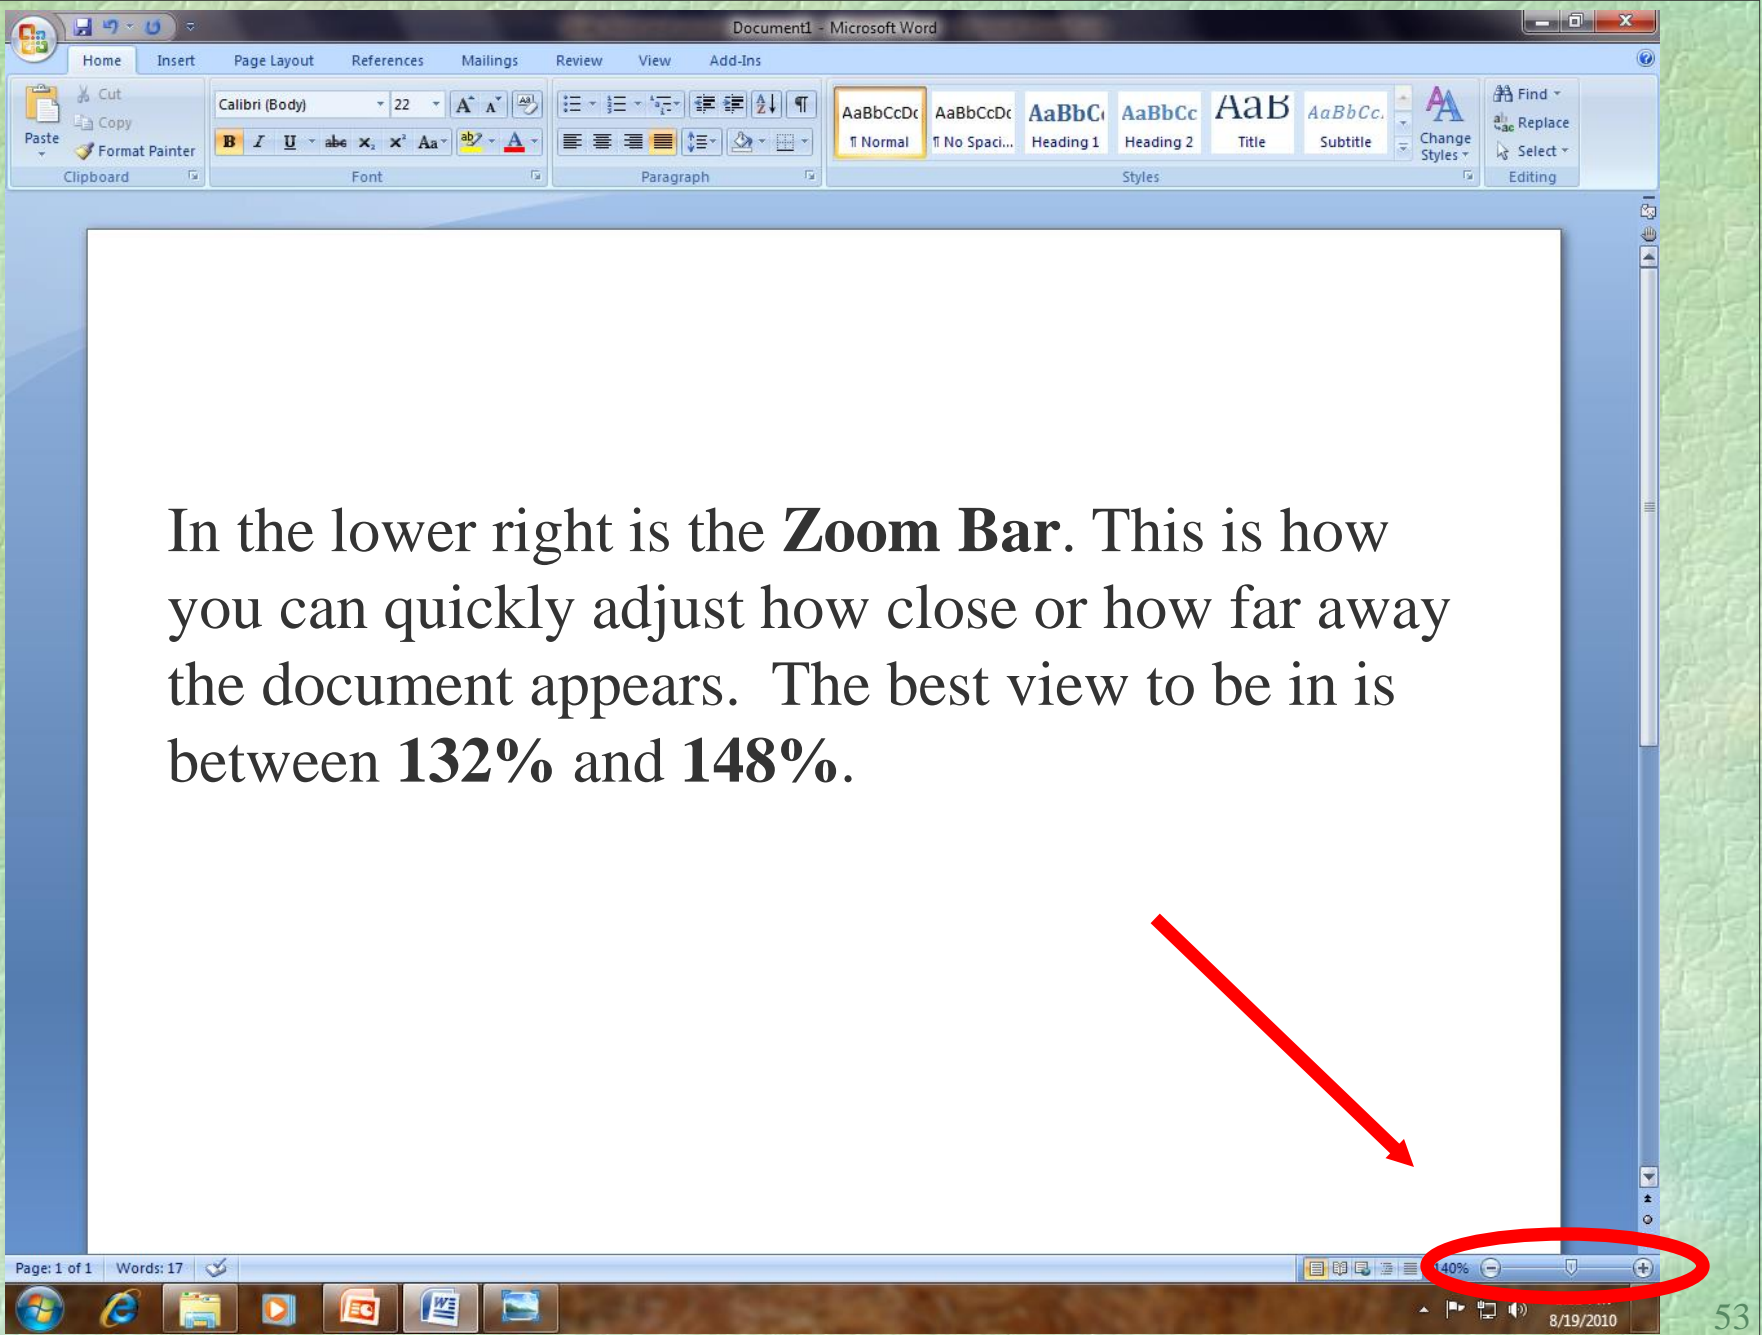 Document1 - Microsoft Word
Home Insert Page Layout References Mailings Review View Add-Ins
Paste
Cut
Copy
Format Painter
Clipboard
Calibri (Body) 22
Font
Paragraph
AaBbCcDc AaBbCcDc AaBbC AaBbCc AaB AaBbCc.
¶ Normal ¶ No Spaci... Heading 1 Heading 2 Title Subtitle
Change
Styles
Styles
Find
Replace
Select
Editing
In the lower right is the Zoom Bar. This is how
you can quickly adjust how close or how far away
the document appears. The best view to be in is
between 132% and 148%.
Page: 1 of 1 Words: 17
140%
8/19/2010
53